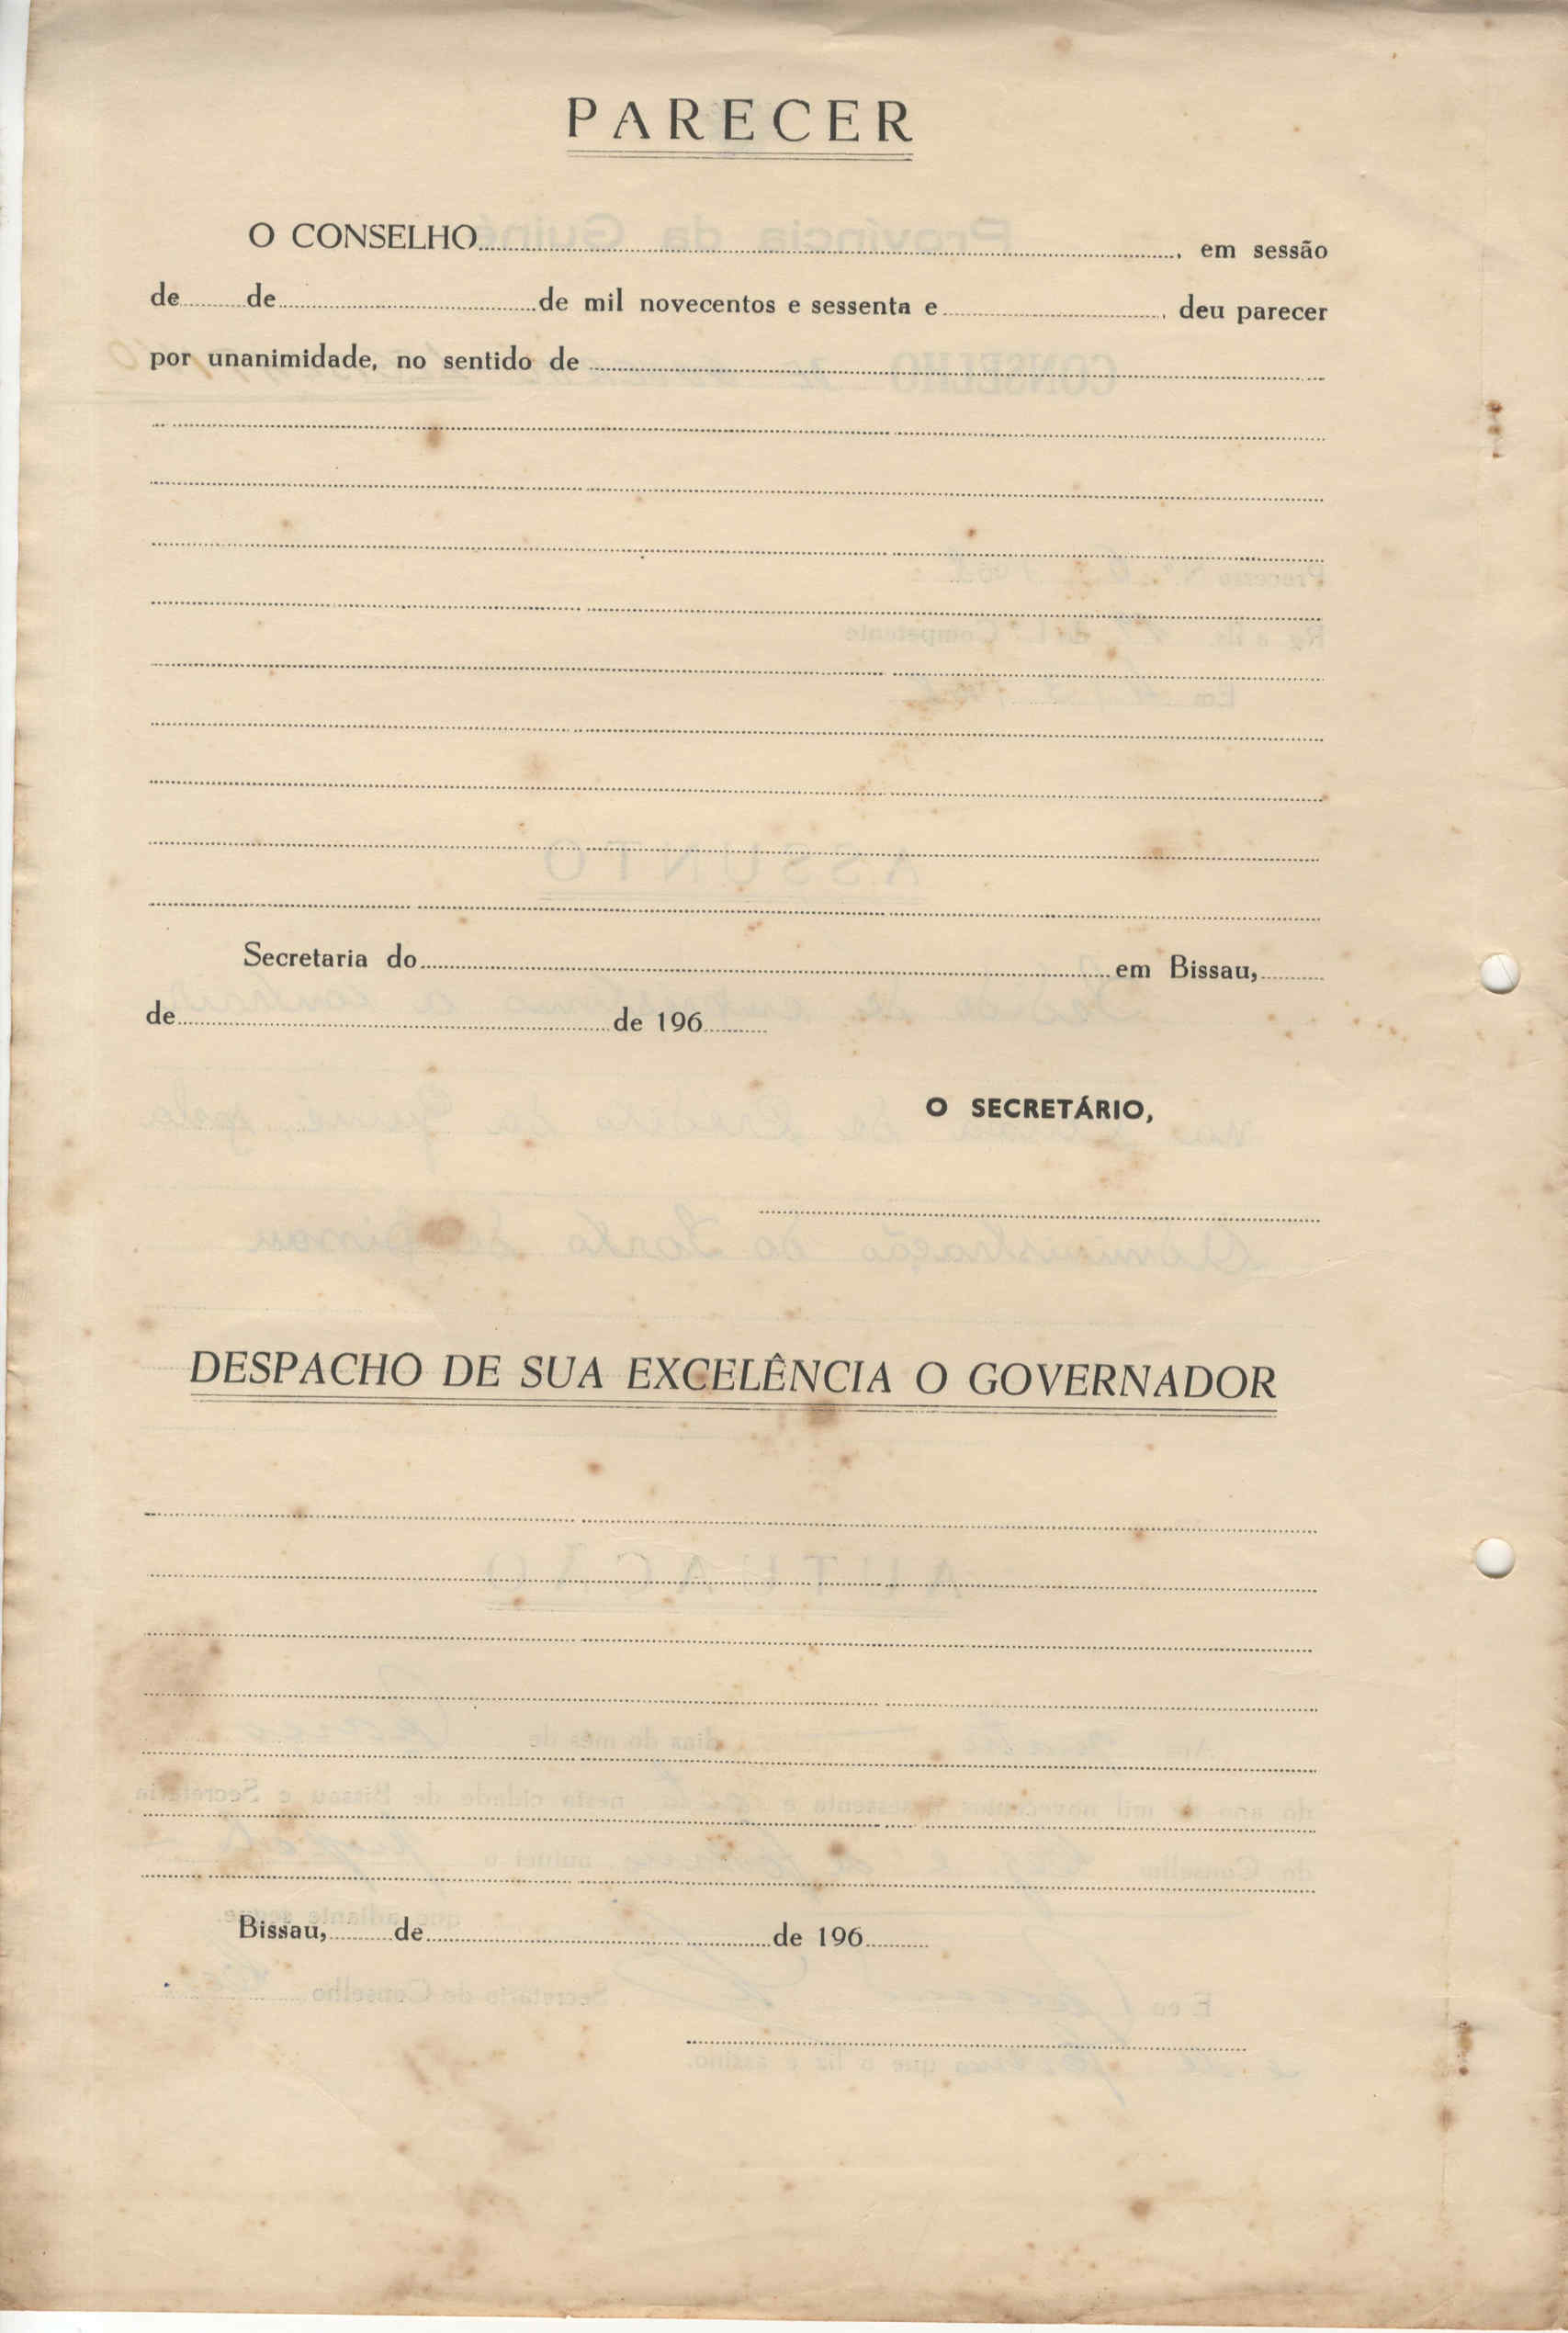 PARECER
O CONSELHO, em sessão
de de de mil novecentos e sessenta e , deu parecer
por unanimidade, no sentido de
Secretaria do em Bissau,
de de 196
O SECRETÁRIO,
DESPACHO DE SUA EXCELÊNCIA O GOVERNADOR
Bissau, de de 196